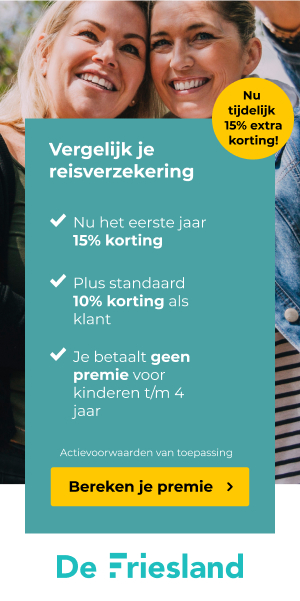 Nu
tijdelijk
15% extra
korting!
Vergelijk je
reisverzekering
Nu het eerste jaar
15% korting
Plus standaard
10% korting als
klant
Je betaalt geen
premie voor
kinderen t/m 4
jaar
Actievoorwaarden van toepassing
Bereken je premie
De Friesland